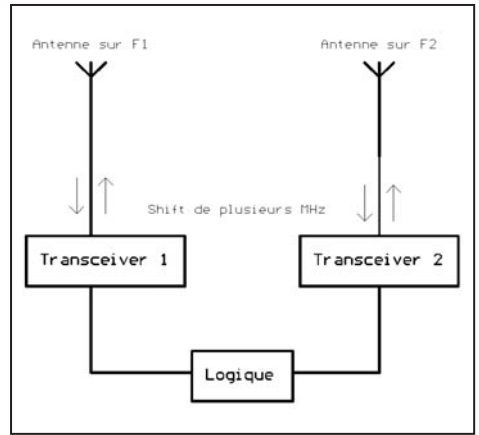 Antenne sur F1
Antenne sur F2
Shift de plusieurs MHz
Transceiver 1
Transceiver 2
Logique